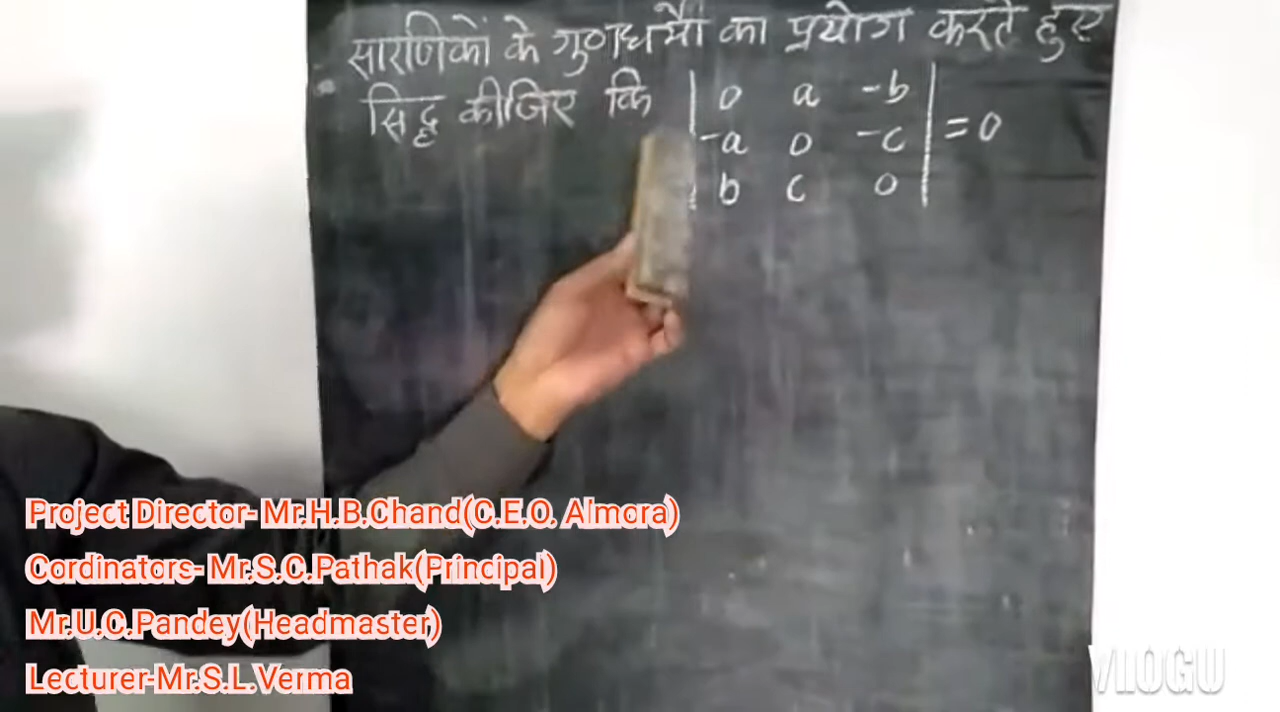 सारणिकों के गुणधर्मों का प्रयोग करते हुए
सिद्ध कीजिए कि | 0 a -b |
| -a 0 -c | = 0
| b c 0 |
Project Director- Mr.H.B.Chand(C.E.O. Almora)
Cordinators- Mr.S.C.Pathak(Principal)
Mr.U.C.Pandey(Headmaster)
Lecturer-Mr.S.L.Verma